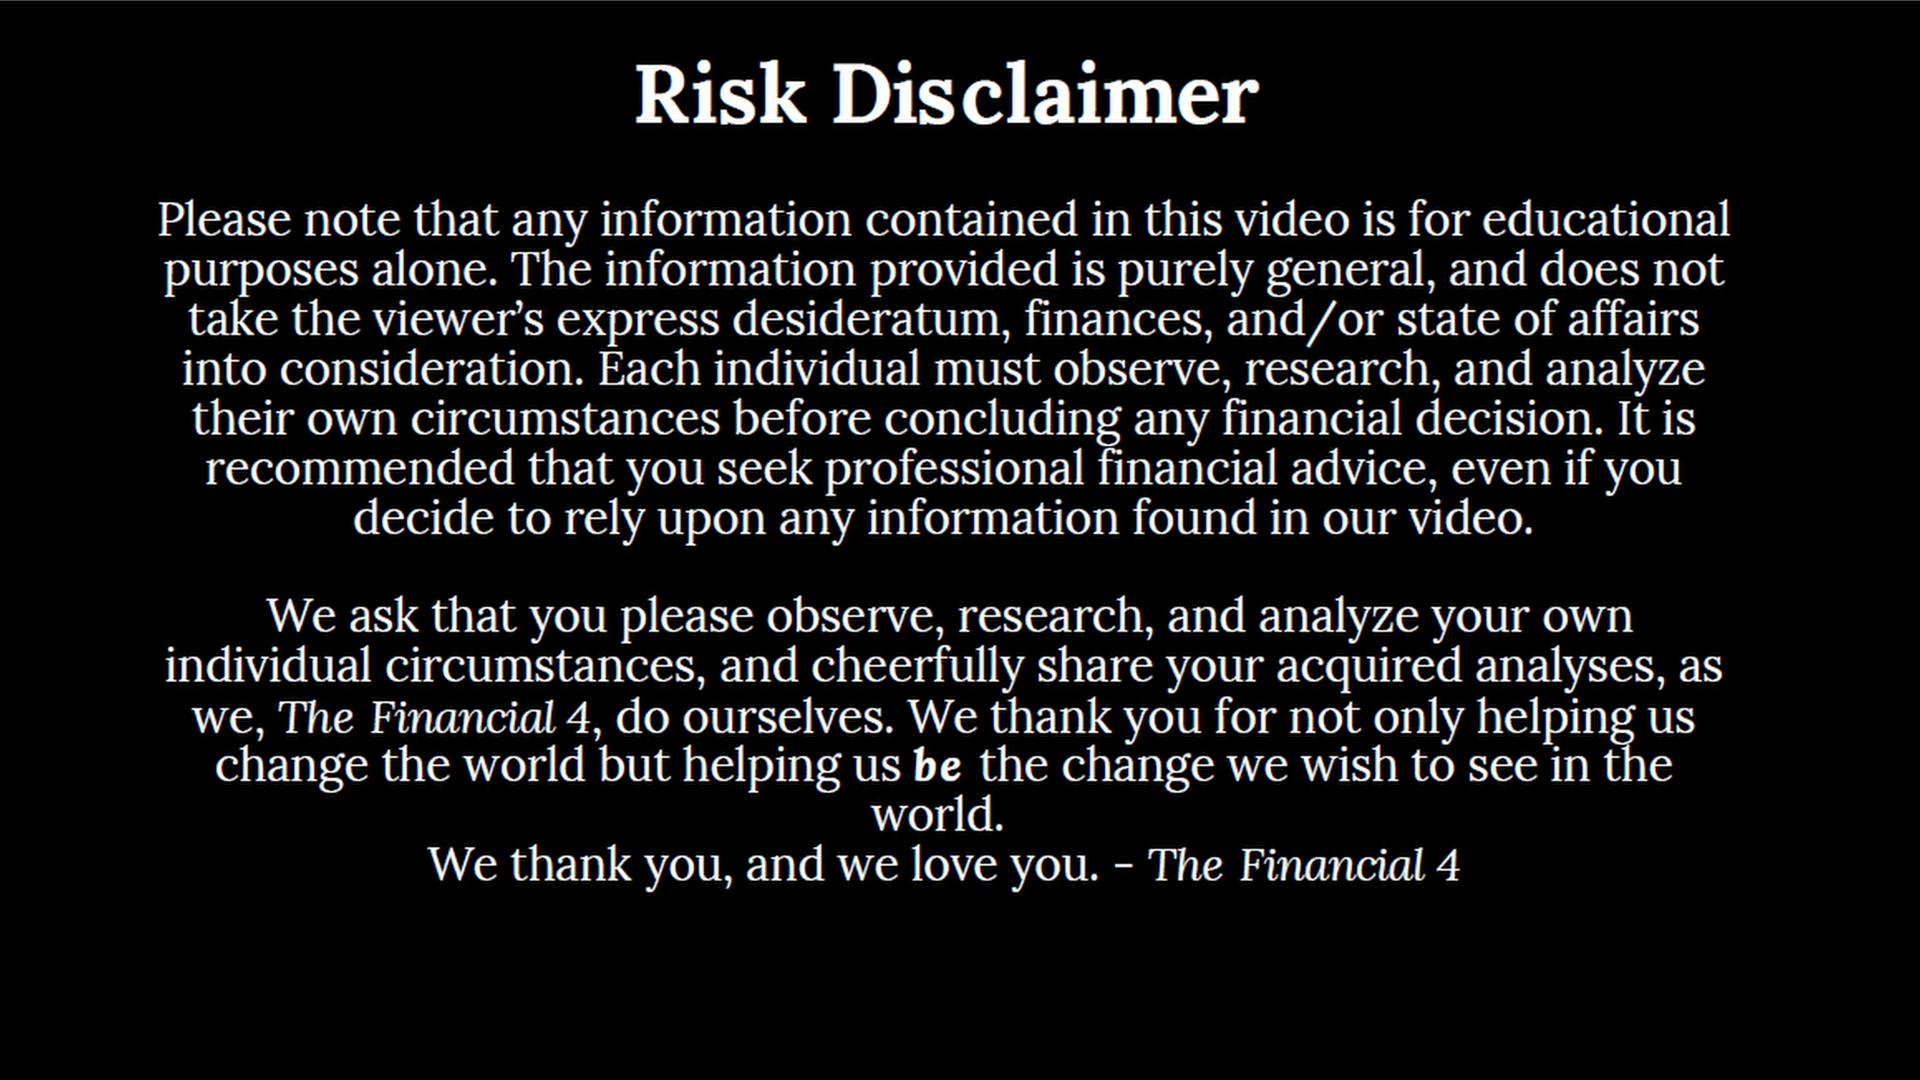 Risk Disclaimer
Please note that any information contained in this video is for educational
purposes alone. The information provided is purely general, and does not
take the viewer’s express desideratum, finances, and/or state of affairs
into consideration. Each individual must observe, research, and analyze
their own circumstances before concluding any financial decision. It is
recommended that you seek professional financial advice, even if you
decide to rely upon any information found in our video.
We ask that you please observe, research, and analyze your own
individual circumstances, and cheerfully share your acquired analyses, as
we, The Financial 4, do ourselves. We thank you for not only helping us
change the world but helping us be the change we wish to see in the
world.
We thank you, and we love you. - The Financial 4